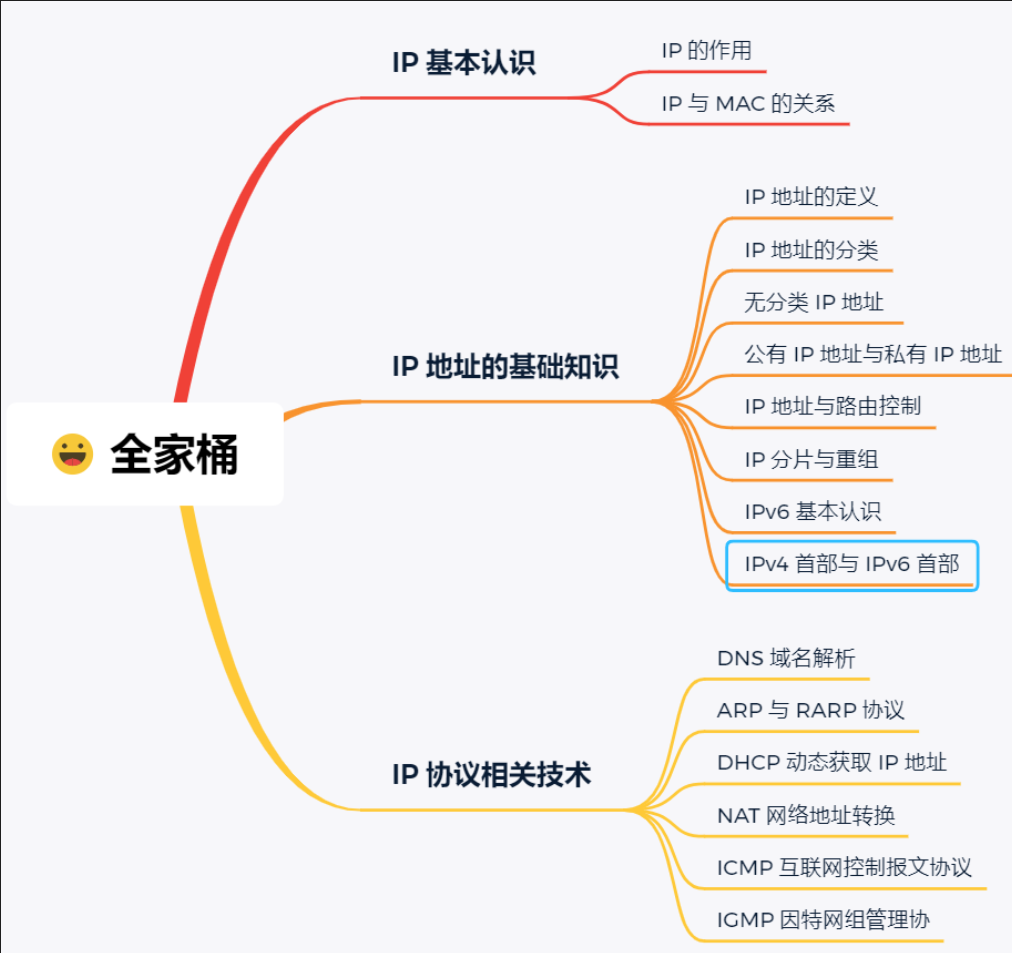 全家桶
IP 基本认识
IP 的作用
IP 与 MAC 的关系
IP 地址的基础知识
IP 地址的定义
IP 地址的分类
无分类 IP 地址
公有 IP 地址与私有 IP 地址
IP 地址与路由控制
IP 分片与重组
IPv6 基本认识
IPv4 首部与 IPv6 首部
IP 协议相关技术
DNS 域名解析
ARP 与 RARP 协议
DHCP 动态获取 IP 地址
NAT 网络地址转换
ICMP 互联网控制报文协议
IGMP 因特网组管理协